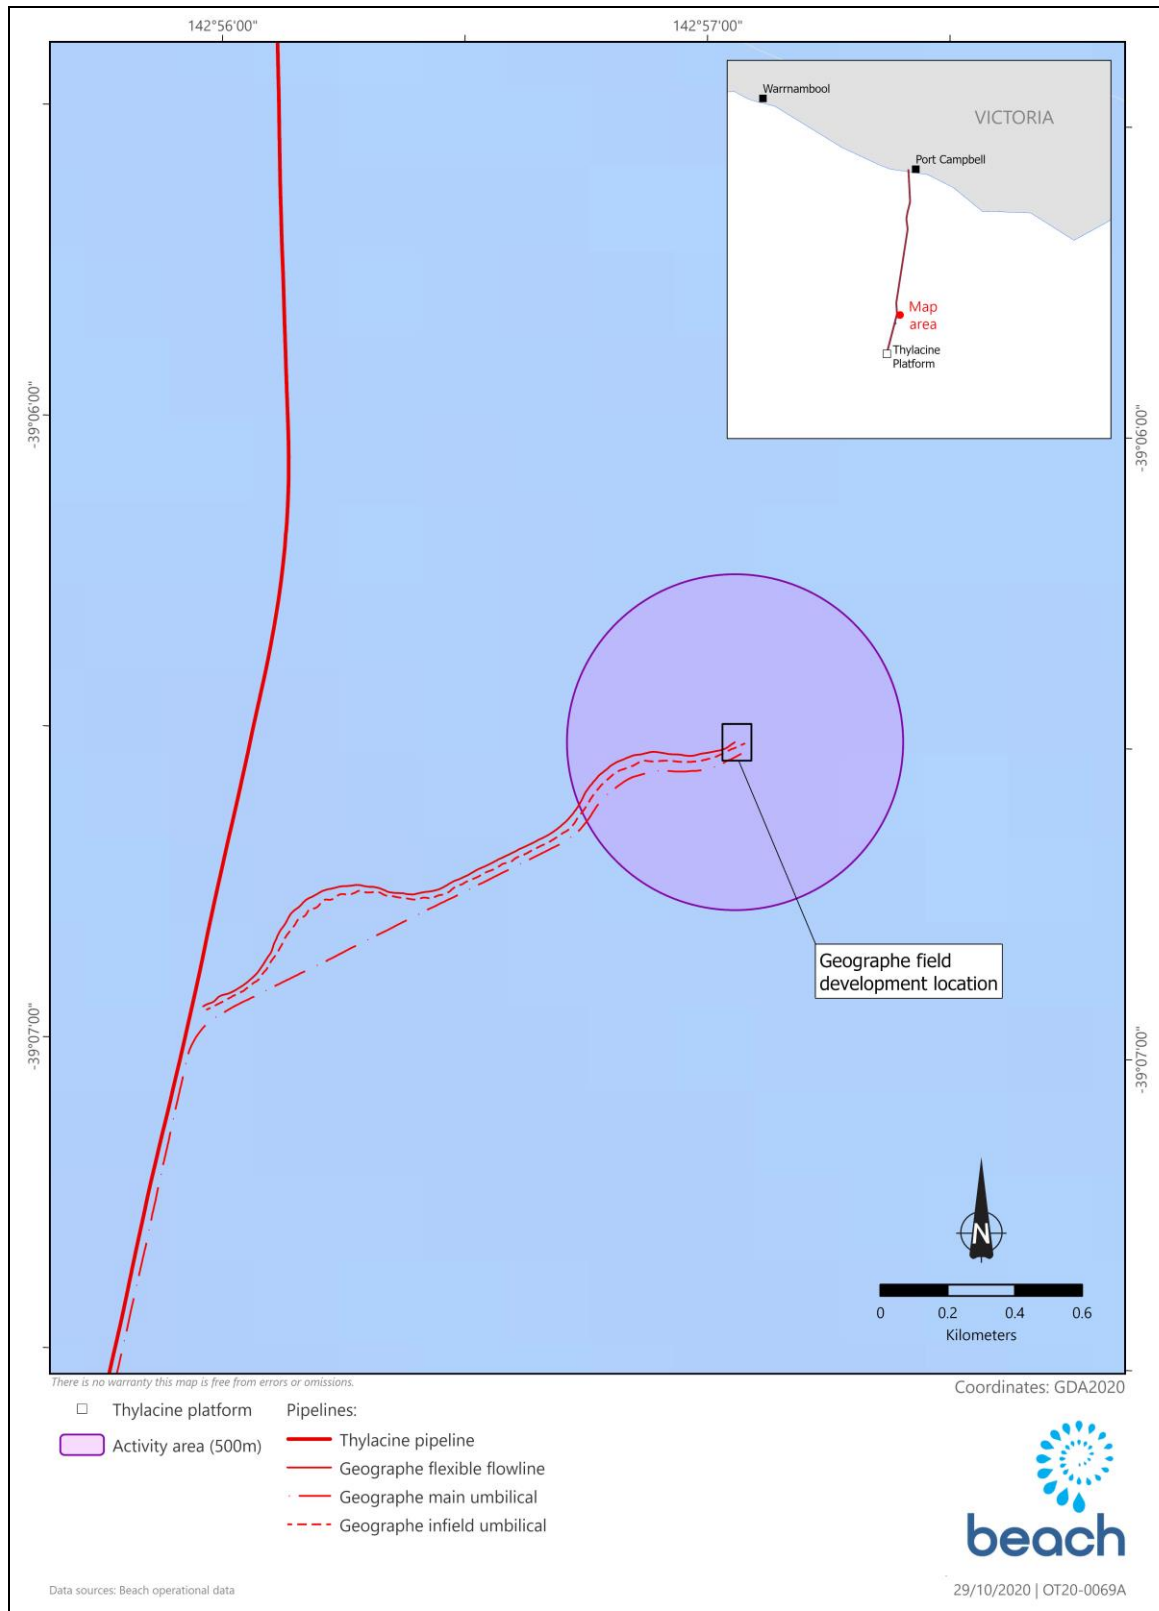 142°56'00"
142°57'00"
Warrnambool
VICTORIA
Port Campbell
Map
area
Thylacine
Platform
-39°06'00"
-39°06'00"
Geographe field
development location
-39°07'00"
-39°07'00"
N
0 0.2 0.4 0.6
Kilometers
There is no warranty this map is free from errors or omissions.
Coordinates: GDA2020
Thylacine platform
Activity area (500m)
Pipelines:
Thylacine pipeline
Geographe flexible flowline
Geographe main umbilical
Geographe infield umbilical
beach
Data sources: Beach operational data
29/10/2020 | OT20-0069A